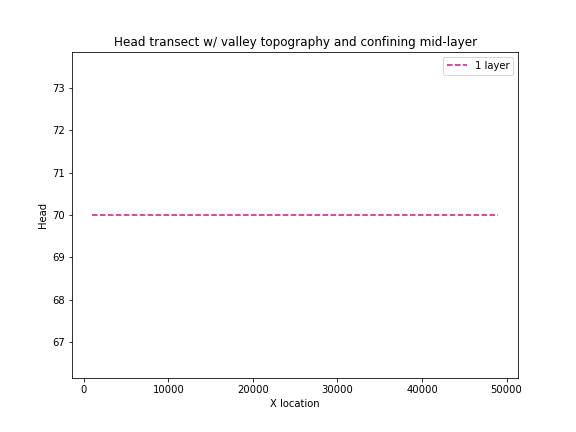 Head transect w/ valley topography and confining mid-layer
1 layer
73
72
71
70
69
68
67
Head
0 10000 20000 30000 40000 50000
X location